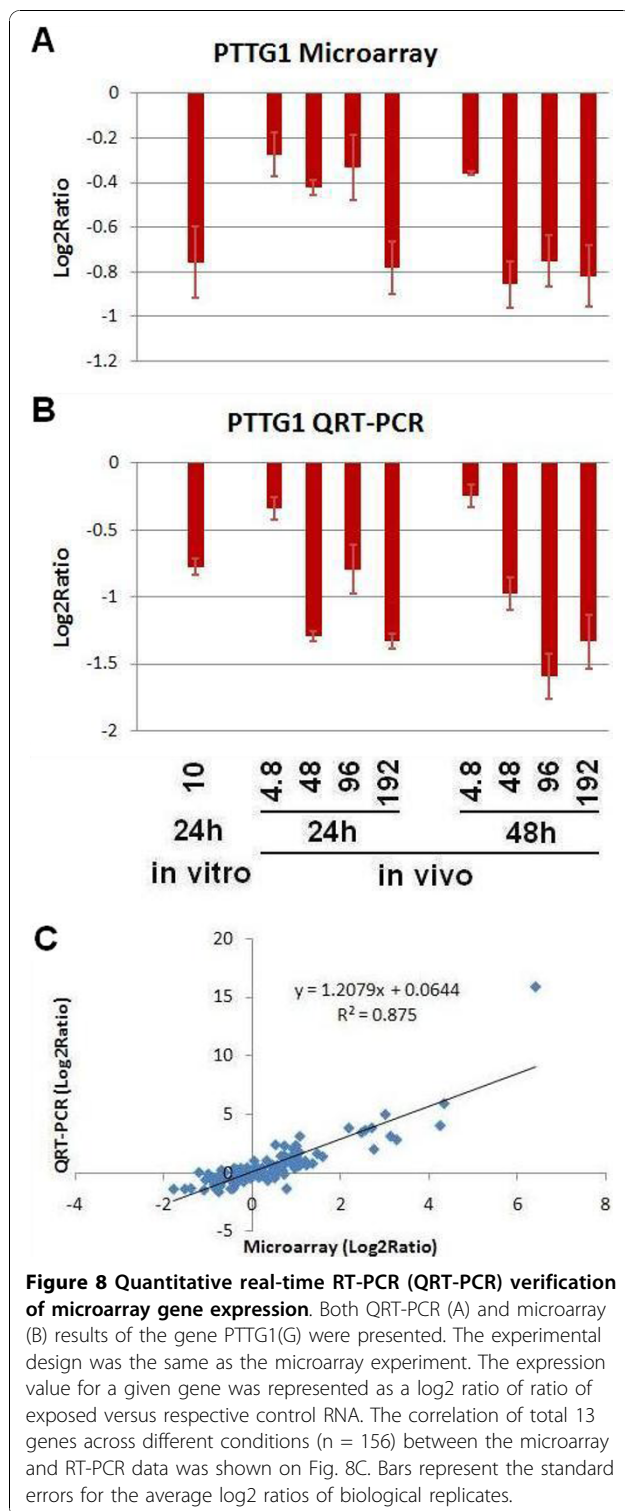 A
PTTG1 Microarray
0
-0.2
-0.4
-0.6
-0.8
-1
-1.2
Log2Ratio
B
PTTG1 QRT-PCR
0
-0.5
-1
-1.5
-2
Log2Ratio
10 4.8 48 96 192 4.8 48 96 192
24h 24h 48h
in vitro in vivo
C
20
15
10
5
0
-5
QRT-PCR (Log2Ratio)
y = 1.2079x + 0.0644
R² = 0.875
-4 -2 0 2 4 6 8
Microarray (Log2Ratio)
Figure 8 Quantitative real-time RT-PCR (QRT-PCR) verification
of microarray gene expression. Both QRT-PCR (A) and microarray
(B) results of the gene PTTG1(G) were presented. The experimental
design was the same as the microarray experiment. The expression
value for a given gene was represented as a log2 ratio of ratio of
exposed versus respective control RNA. The correlation of total 13
genes across different conditions (n = 156) between the microarray
and RT-PCR data was shown on Fig. 8C. Bars represent the standard
errors for the average log2 ratios of biological replicates.